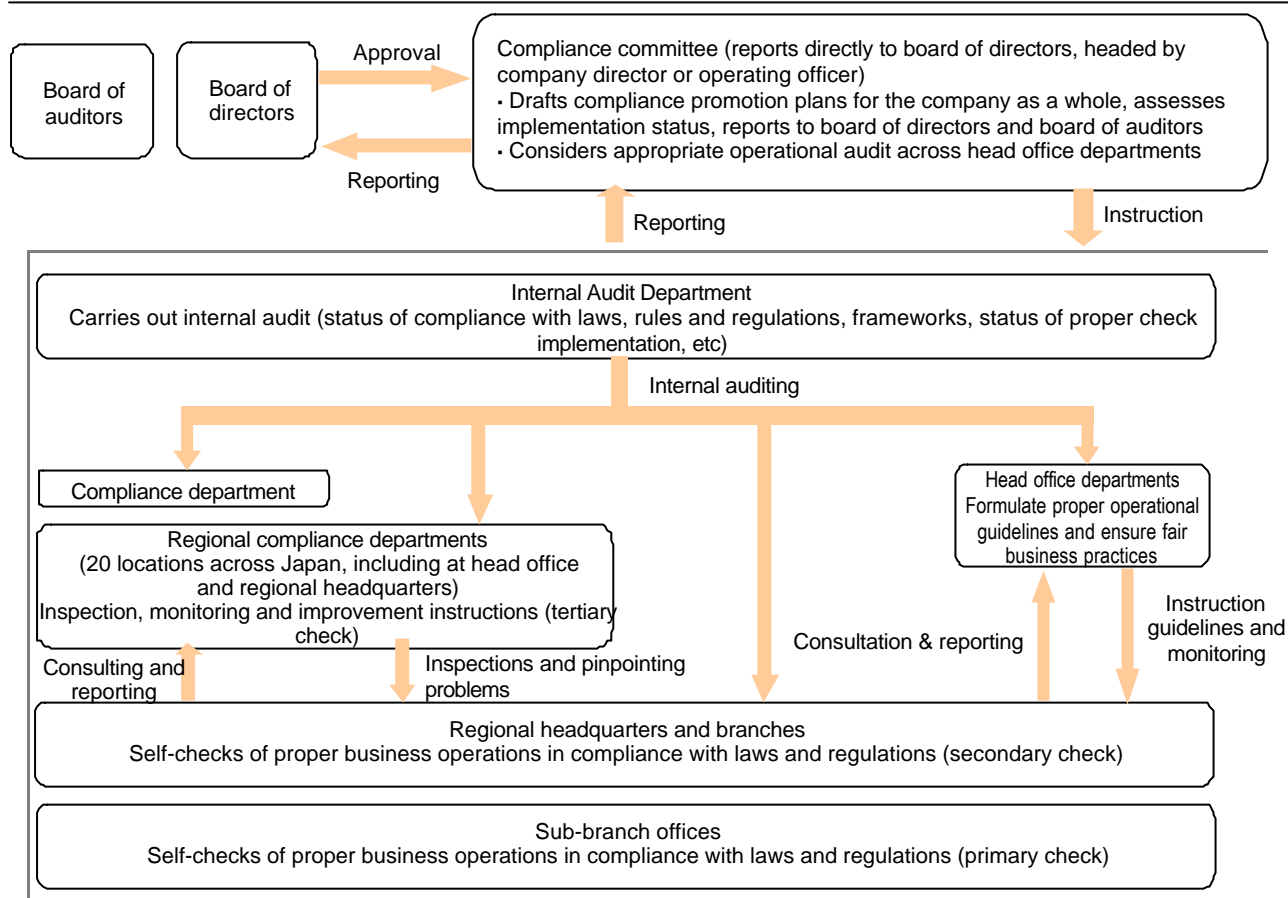 Board of
auditors
Board of
directors
Approval
Reporting
Compliance committee (reports directly to board of directors, headed by
company director or operating officer)
・Drafts compliance promotion plans for the company as a whole, assesses
implementation status, reports to board of directors and board of auditors
・Considers appropriate operational audit across head office departments
Reporting
Instruction
Internal Audit Department
Carries out internal audit (status of compliance with laws, rules and regulations, frameworks, status of proper check
implementation, etc)
Internal auditing
Compliance department
Head office departments
Formulate proper operational
guidelines and ensure fair
business practices
Regional compliance departments
(20 locations across Japan, including at head office
and regional headquarters)
Inspection, monitoring and improvement instructions (tertiary
check)
Consulting and
reporting
Inspections and pinpointing
problems
Consultation & reporting
Instruction
guidelines and
monitoring
Regional headquarters and branches
Self-checks of proper business operations in compliance with laws and regulations (secondary check)
Sub-branch offices
Self-checks of proper business operations in compliance with laws and regulations (primary check)